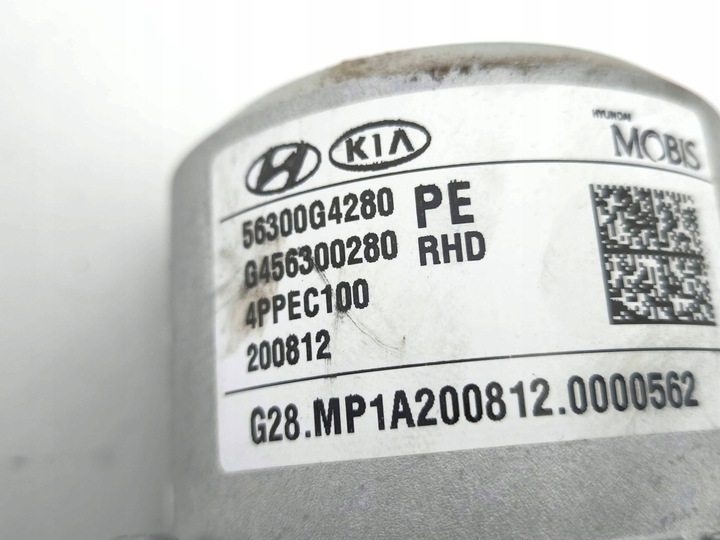 KIA
HYUNDAI
MOBIS
56300G4280 PE
G456300280 RHD
4PPEC100
200812
G28.MP1A200812.0000562